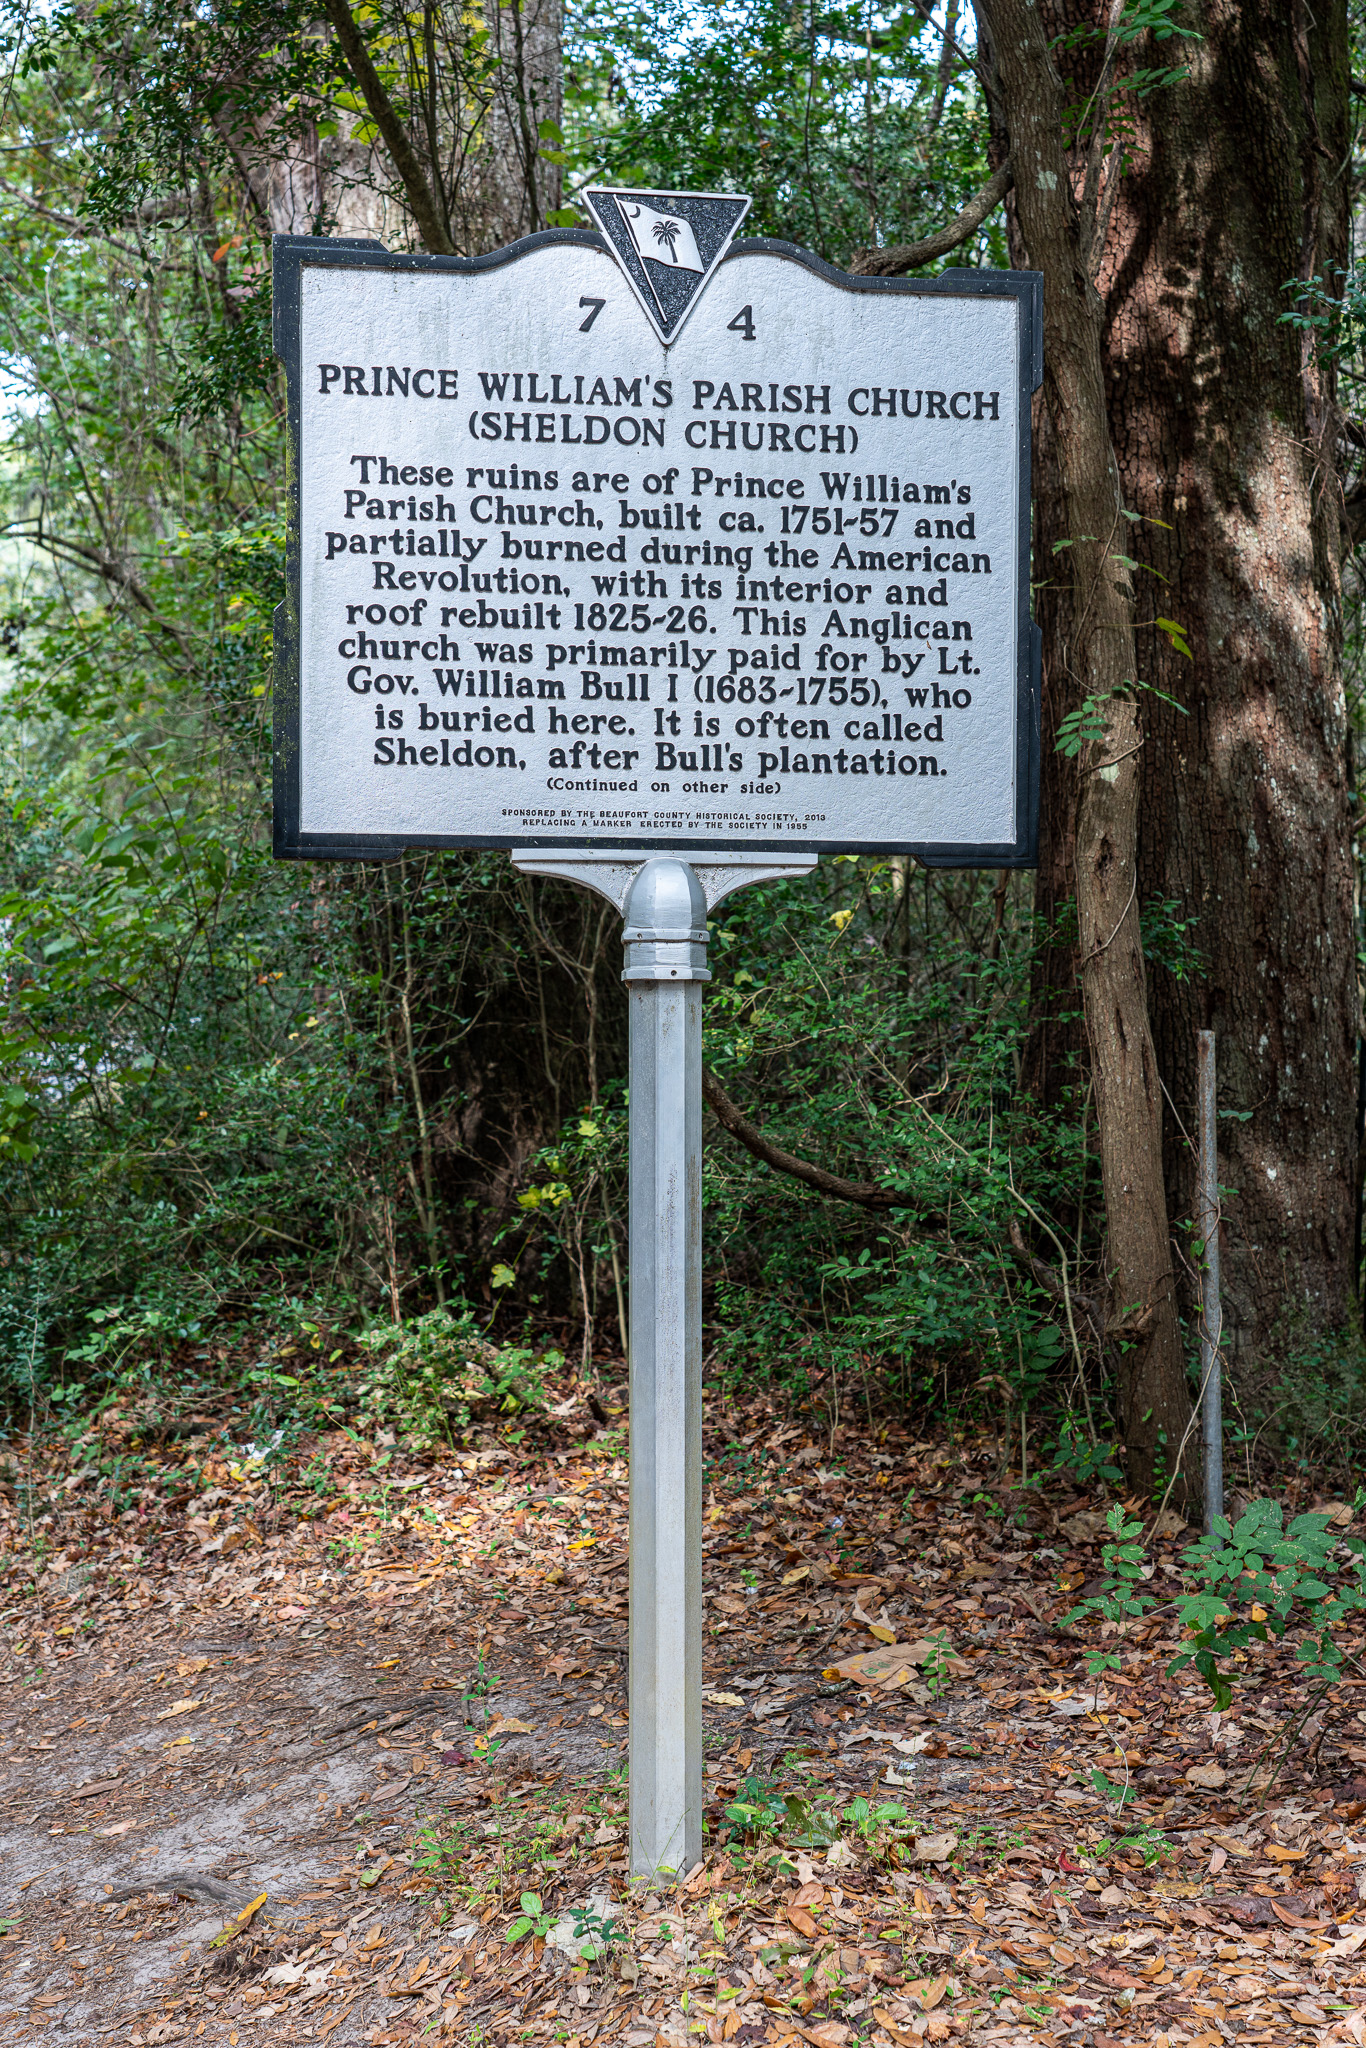 7 4
PRINCE WILLIAM'S PARISH CHURCH
(SHELDON CHURCH)
These ruins are of Prince William's
Parish Church, built ca. 1751~57 and
partially burned during the American
Revolution, with its interior and
roof rebuilt 1825~26. This Anglican
church was primarily paid for by Lt.
Gov. William Bull I (1683~1755), who
is buried here. It is often called
Sheldon, after Bull's plantation.
(Continued on other side)
SPONSORED BY THE BEAUFORT COUNTY HISTORICAL SOCIETY, 2013
REPLACING A MARKER ERECTED BY THE SOCIETY IN 1955